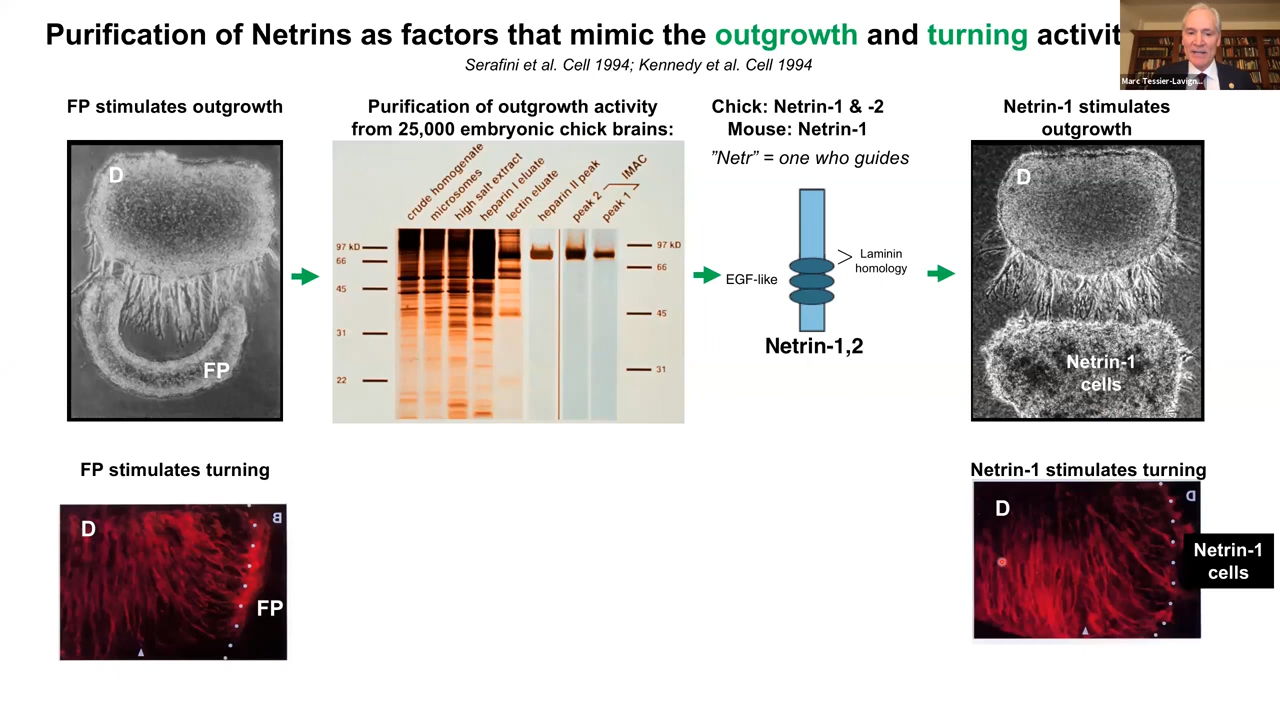 Purification of Netrins as factors that mimic the outgrowth and turning activit
Serafini et al. Cell 1994; Kennedy et al. Cell 1994
Marc Tessier-Lavign...
FP stimulates outgrowth
D
FP
Purification of outgrowth activity
from 25,000 embryonic chick brains:
crude homogenate
microsomes
high salt extract
heparin I eluate
lectin eluate
heparin II peak
peak 2
peak 1
IMAC
97 kD
66
45
31
22
97 kD
66
45
31
Chick: Netrin-1 & -2
Mouse: Netrin-1
”Netr” = one who guides
Laminin
homology
EGF-like
Netrin-1,2
Netrin-1 stimulates
outgrowth
D
Netrin-1
cells
FP stimulates turning
D
B
FP
Netrin-1 stimulates turning
D
D
Netrin-1
cells